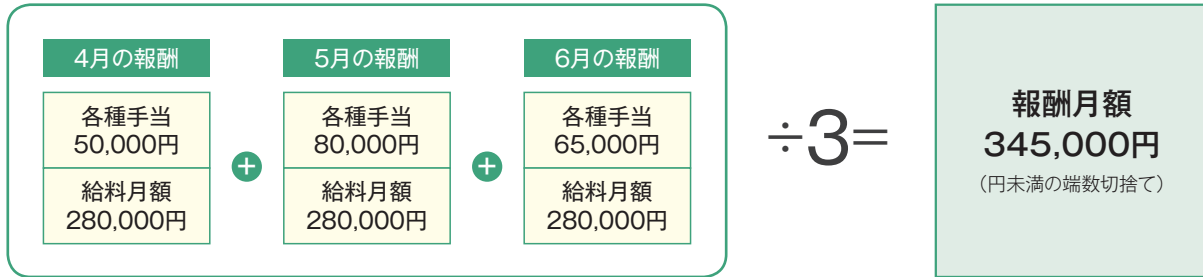 4月の報酬
各種手当
50,000円
給料月額
280,000円
+
5月の報酬
各種手当
80,000円
給料月額
280,000円
+
6月の報酬
各種手当
65,000円
給料月額
280,000円
÷3=
報酬月額
345,000円
(円未満の端数切捨て)